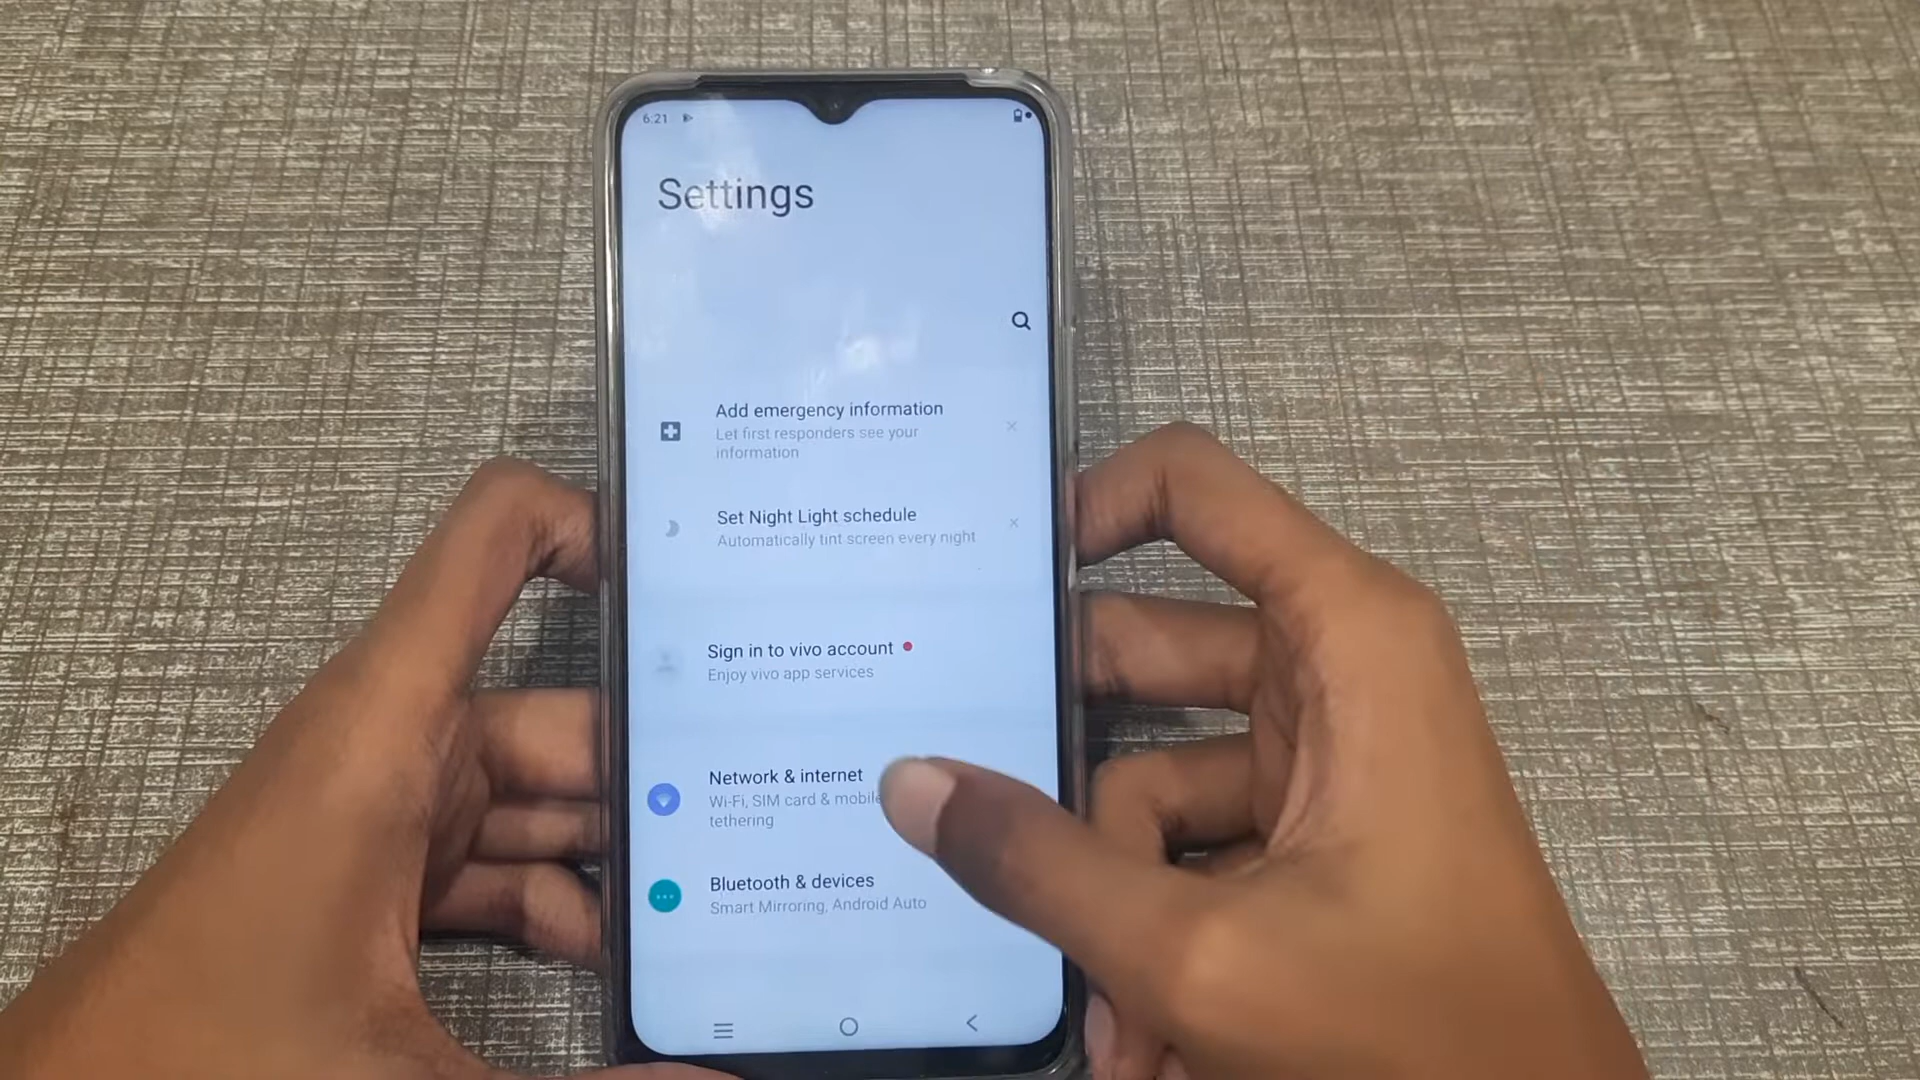 6:21
Settings
Add emergency information
Let first responders see your
information
Set Night Light schedule
Automatically tint screen every night
Sign in to vivo account
Enjoy vivo app services
Network & internet
Wi-Fi, SIM card & mobile
tethering
Bluetooth & devices
Smart Mirroring, Android Auto